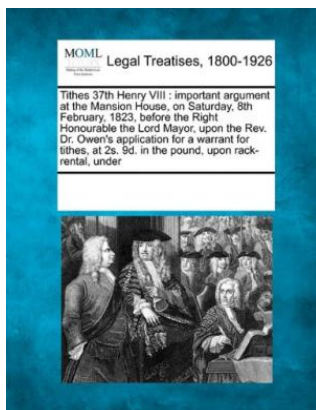 MOML
Legal Treatises, 1800-1926
Tithes 37th Henry VIII : important argument
at the Mansion House, on Saturday, 8th
February, 1823, before the Right
Honourable the Lord Mayor, upon the Rev.
Dr. Owen's application for a warrant for
tithes, at 2s. 9d. in the pound, upon rack-
rental, under